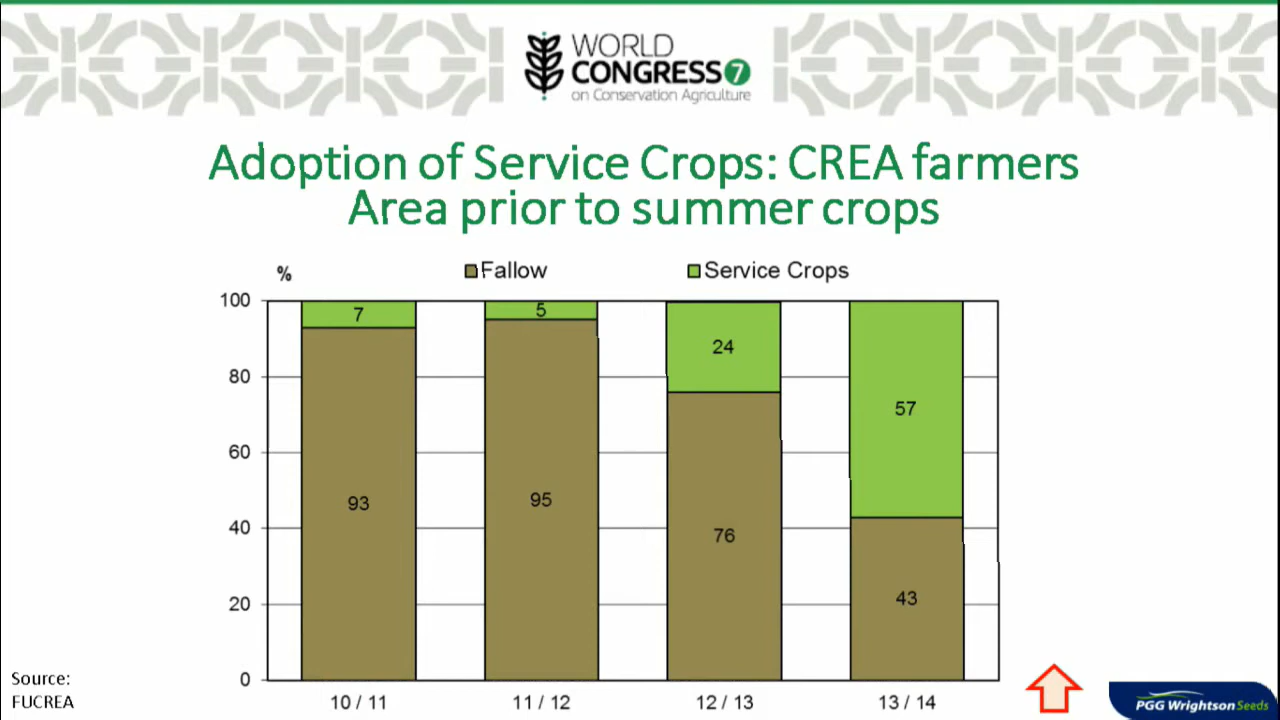 WORLD
CONGRESS 7
on Conservation Agriculture
Adoption of Service Crops: CREA farmers
Area prior to summer crops
% Fallow Service Crops
100
7 5
24
80
57
60
93 95
40
76
43
20
0
10 / 11 11 / 12 12 / 13 13 / 14
Source:
FUCREA
PGG Wrightson Seeds